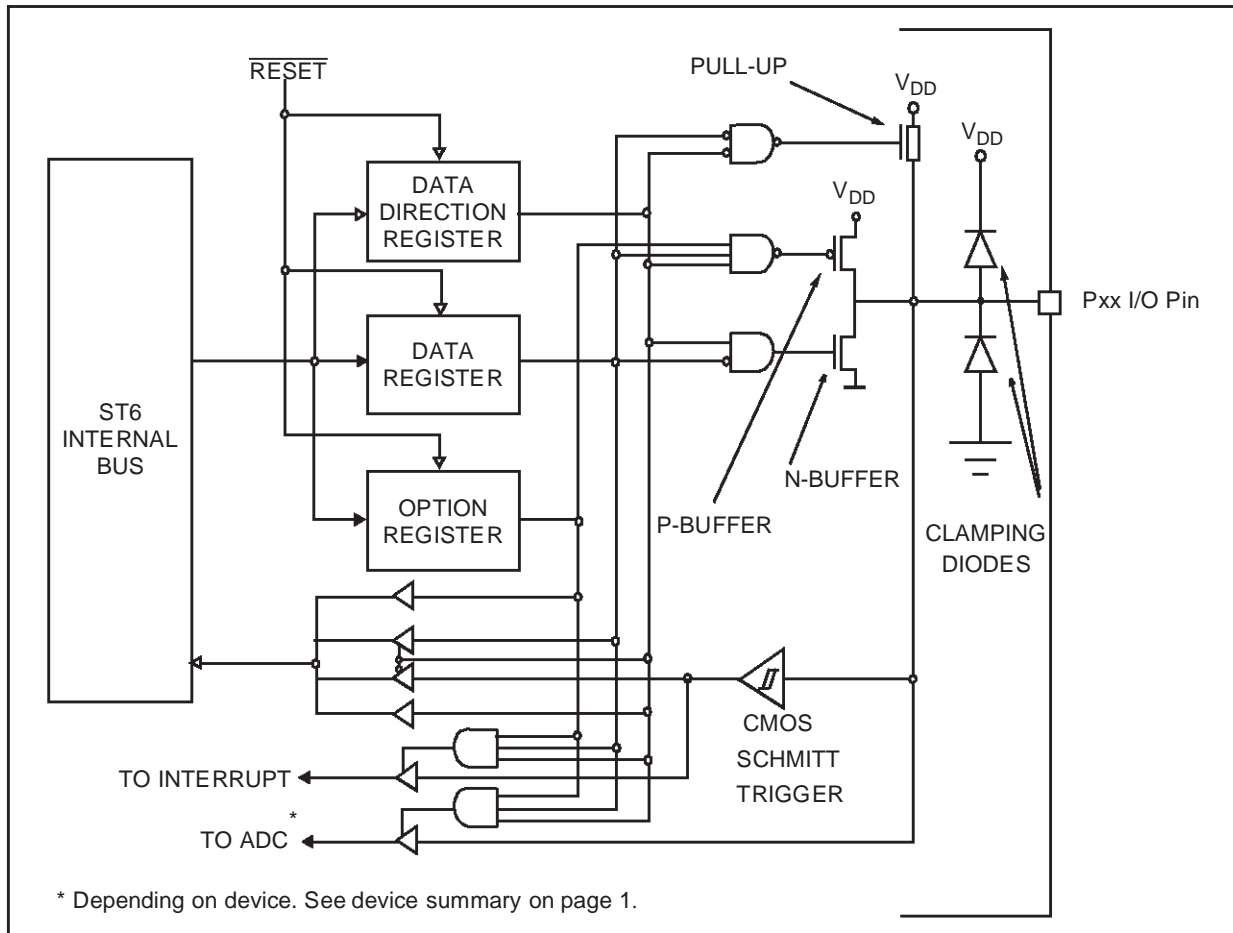 RESET
PULL-UP
VDD
VDD
VDD
DATA
DIRECTION
REGISTER
DATA
REGISTER
OPTION
REGISTER
ST6
INTERNAL
BUS
Pxx I/O Pin
N-BUFFER
P-BUFFER
CLAMPING
DIODES
CMOS
SCHMITT
TRIGGER
TO INTERRUPT
TO ADC*
* Depending on device. See device summary on page 1.